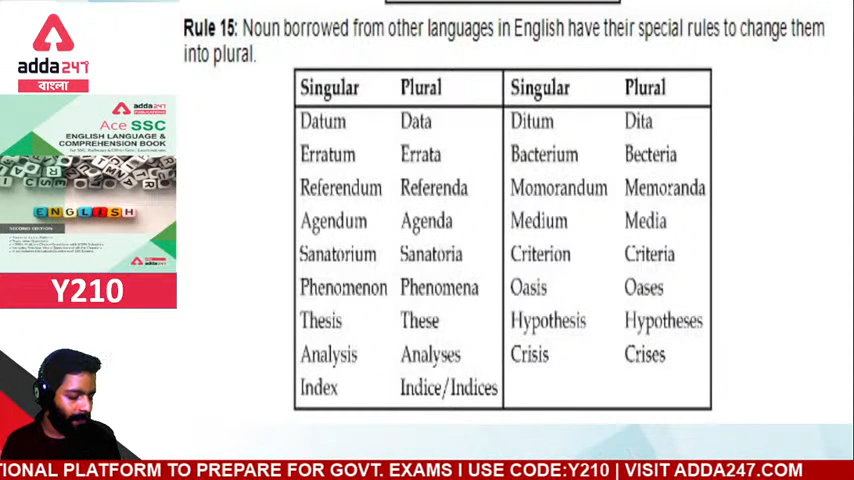 Rule 15: Noun borrowed from other languages in English have their special rules to change them
into plural.
Singular Plural Singular Plural
Datum Data Ditum Dita
Erratum Errata Bacterium Becteria
Referendum Referenda Momorandum Memoranda
Agendum Agenda Medium Media
Sanatorium Sanatoria Criterion Criteria
Phenomenon Phenomena Oasis Oases
Thesis These Hypothesis Hypotheses
Analysis Analyses Crisis Crises
Index Indice/Indices
adda247
বাংলা
adda247
Ace SSC
ENGLISH LANGUAGE &
COMPREHENSION BOOK
ENGLISH
SECOND EDITION
adda247
Y210
TIONAL PLATFORM TO PREPARE FOR GOVT. EXAMS I USE CODE:Y210 | VISIT ADDA247.COM